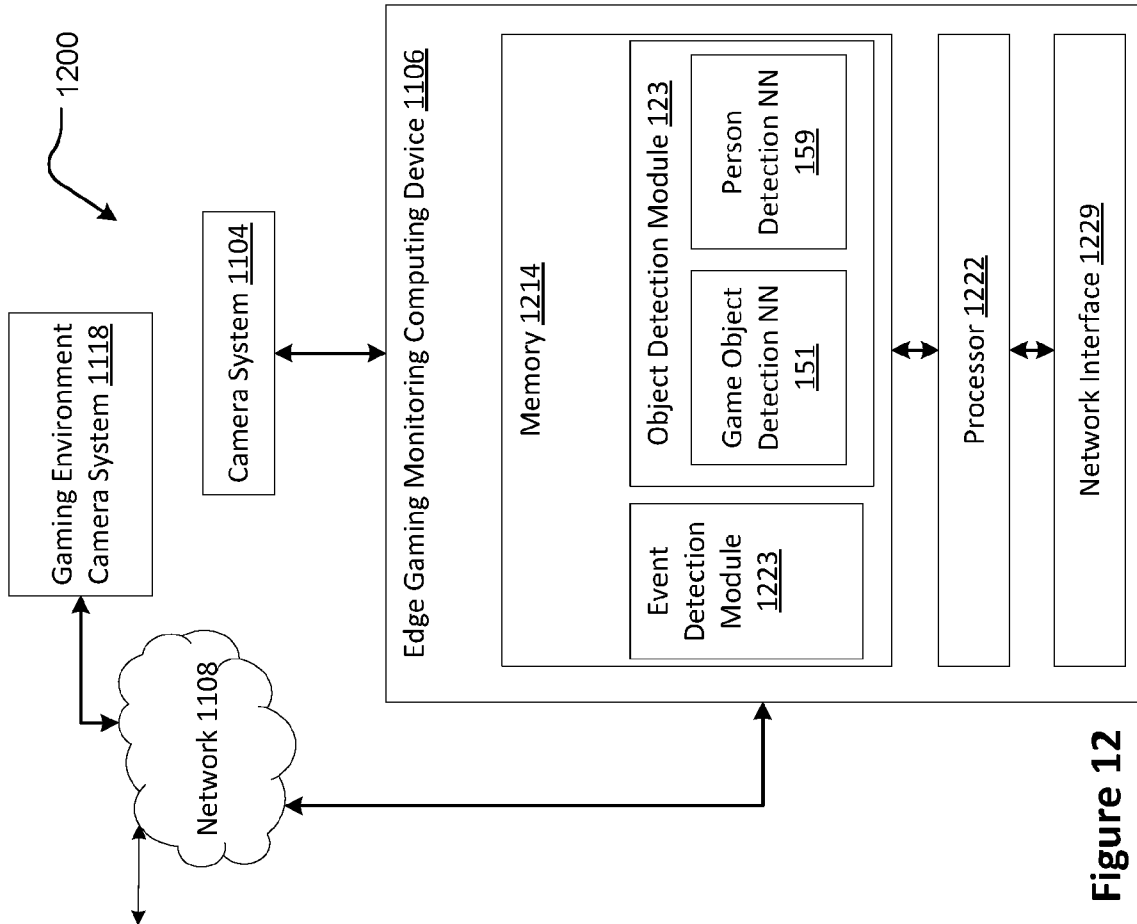 1200
Gaming Environment
Camera System 1118
Camera System 1104
Network 1108
Edge Gaming Monitoring Computing Device 1106
Memory 1214
Event
Detection
Module
1223
Object Detection Module 123
Game Object
Detection NN
151
Person
Detection NN
159
Processor 1222
Network Interface 1229
Figure 12